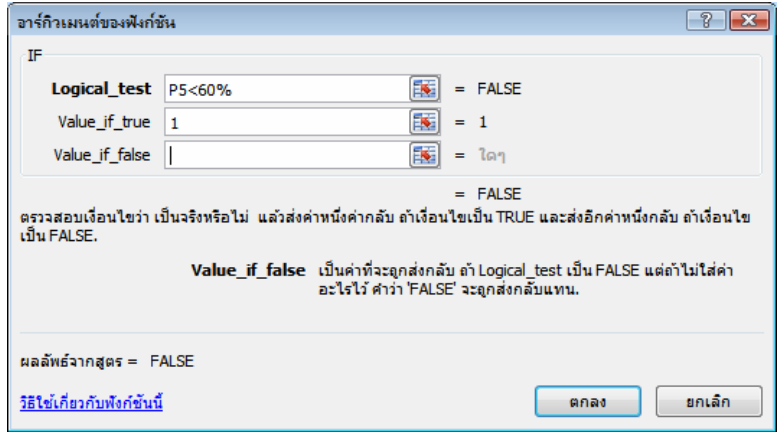 อาร์กิวเมนต์ของฟังก์ชัน
IF
Logical_test P5<60% = FALSE
Value_if_true 1 = 1
Value_if_false = ใดๆ
= FALSE
ตรวจสอบเงื่อนไขว่า เป็นจริงหรือไม่ แล้วส่งค่าหนึ่งค่ากลับ ถ้าเงื่อนไขเป็น TRUE และส่งอีกค่าหนึ่งกลับ ถ้าเงื่อนไข
เป็น FALSE.
Value_if_false เป็นค่าที่จะถูกส่งกลับ ถ้า Logical_test เป็น FALSE แต่ถ้าไม่ใส่ค่า
อะไรไว้ คำว่า 'FALSE' จะถูกส่งกลับแทน.
ผลลัพธ์จากสูตร = FALSE
วิธีใช้เกี่ยวกับฟังก์ชันนี้ ตกลง ยกเลิก